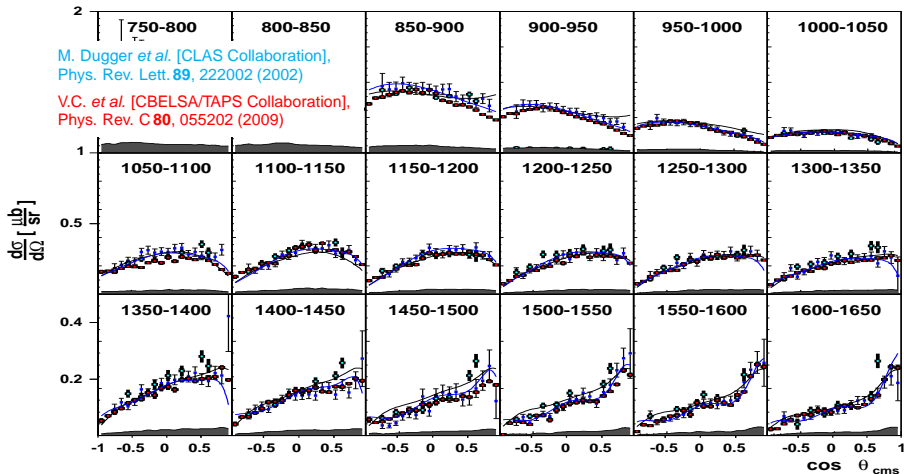 750-800 800-850 850-900 900-950 950-1000 1000-1050
2
M. Dugger et al. [CLAS Collaboration],
Phys. Rev. Lett. 89, 222002 (2002)
V.C. et al. [CBELSA/TAPS Collaboration],
Phys. Rev. C 80, 055202 (2009)
1
1050-1100 1100-1150 1150-1200 1200-1250 1250-1300 1300-1350
0.5
dσ/dΩ [μb/sr]
1350-1400 1400-1450 1450-1500 1500-1550 1550-1600 1600-1650
0.4
0.2
-1 -0.5 0 0.5 -0.5 0 0.5 -0.5 0 0.5 -0.5 0 0.5 -0.5 0 0.5 -0.5 0 0.5 1
cos θ cms